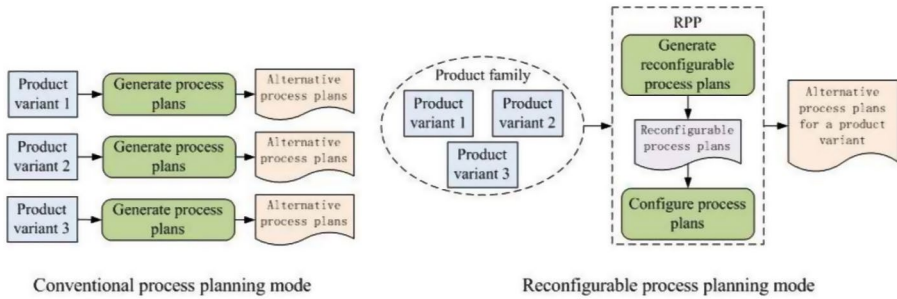 Product
variant 1
Generate process
plans
Alternative
process plans
Product
variant 2
Generate process
plans
Alternative
process plans
Product
variant 3
Generate process
plans
Alternative
process plans
Conventional process planning mode
Product family
Product
variant 1
Product
variant 2
Product
variant 3
RPP
Generate
reconfigurable
process plans
Reconfigurable
process plans
Configure process
plans
Alternative
process plans
for a product
variant
Reconfigurable process planning mode